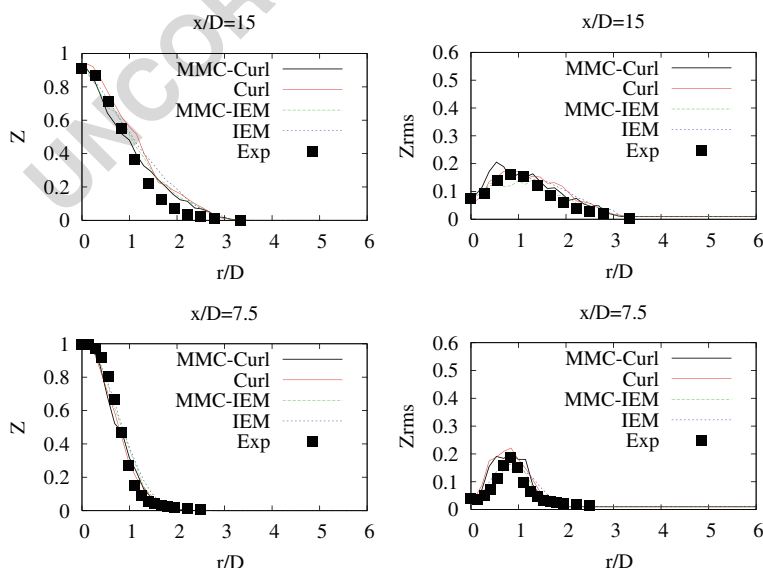 x/D=15
1
0.8
0.6
0.4
0.2
0
Z
MMC-Curl
Curl
MMC-IEM
IEM
Exp
0 1 2 3 4 5 6
r/D
x/D=15
0.6
0.5
0.4
0.3
0.2
0.1
0
Zrms
MMC-Curl
Curl
MMC-IEM
IEM
Exp
0 1 2 3 4 5 6
r/D
x/D=7.5
1
0.8
0.6
0.4
0.2
0
Z
MMC-Curl
Curl
MMC-IEM
IEM
Exp
0 1 2 3 4 5 6
r/D
x/D=7.5
0.6
0.5
0.4
0.3
0.2
0.1
0
Zrms
MMC-Curl
Curl
MMC-IEM
IEM
Exp
0 1 2 3 4 5 6
r/D
UNCOR